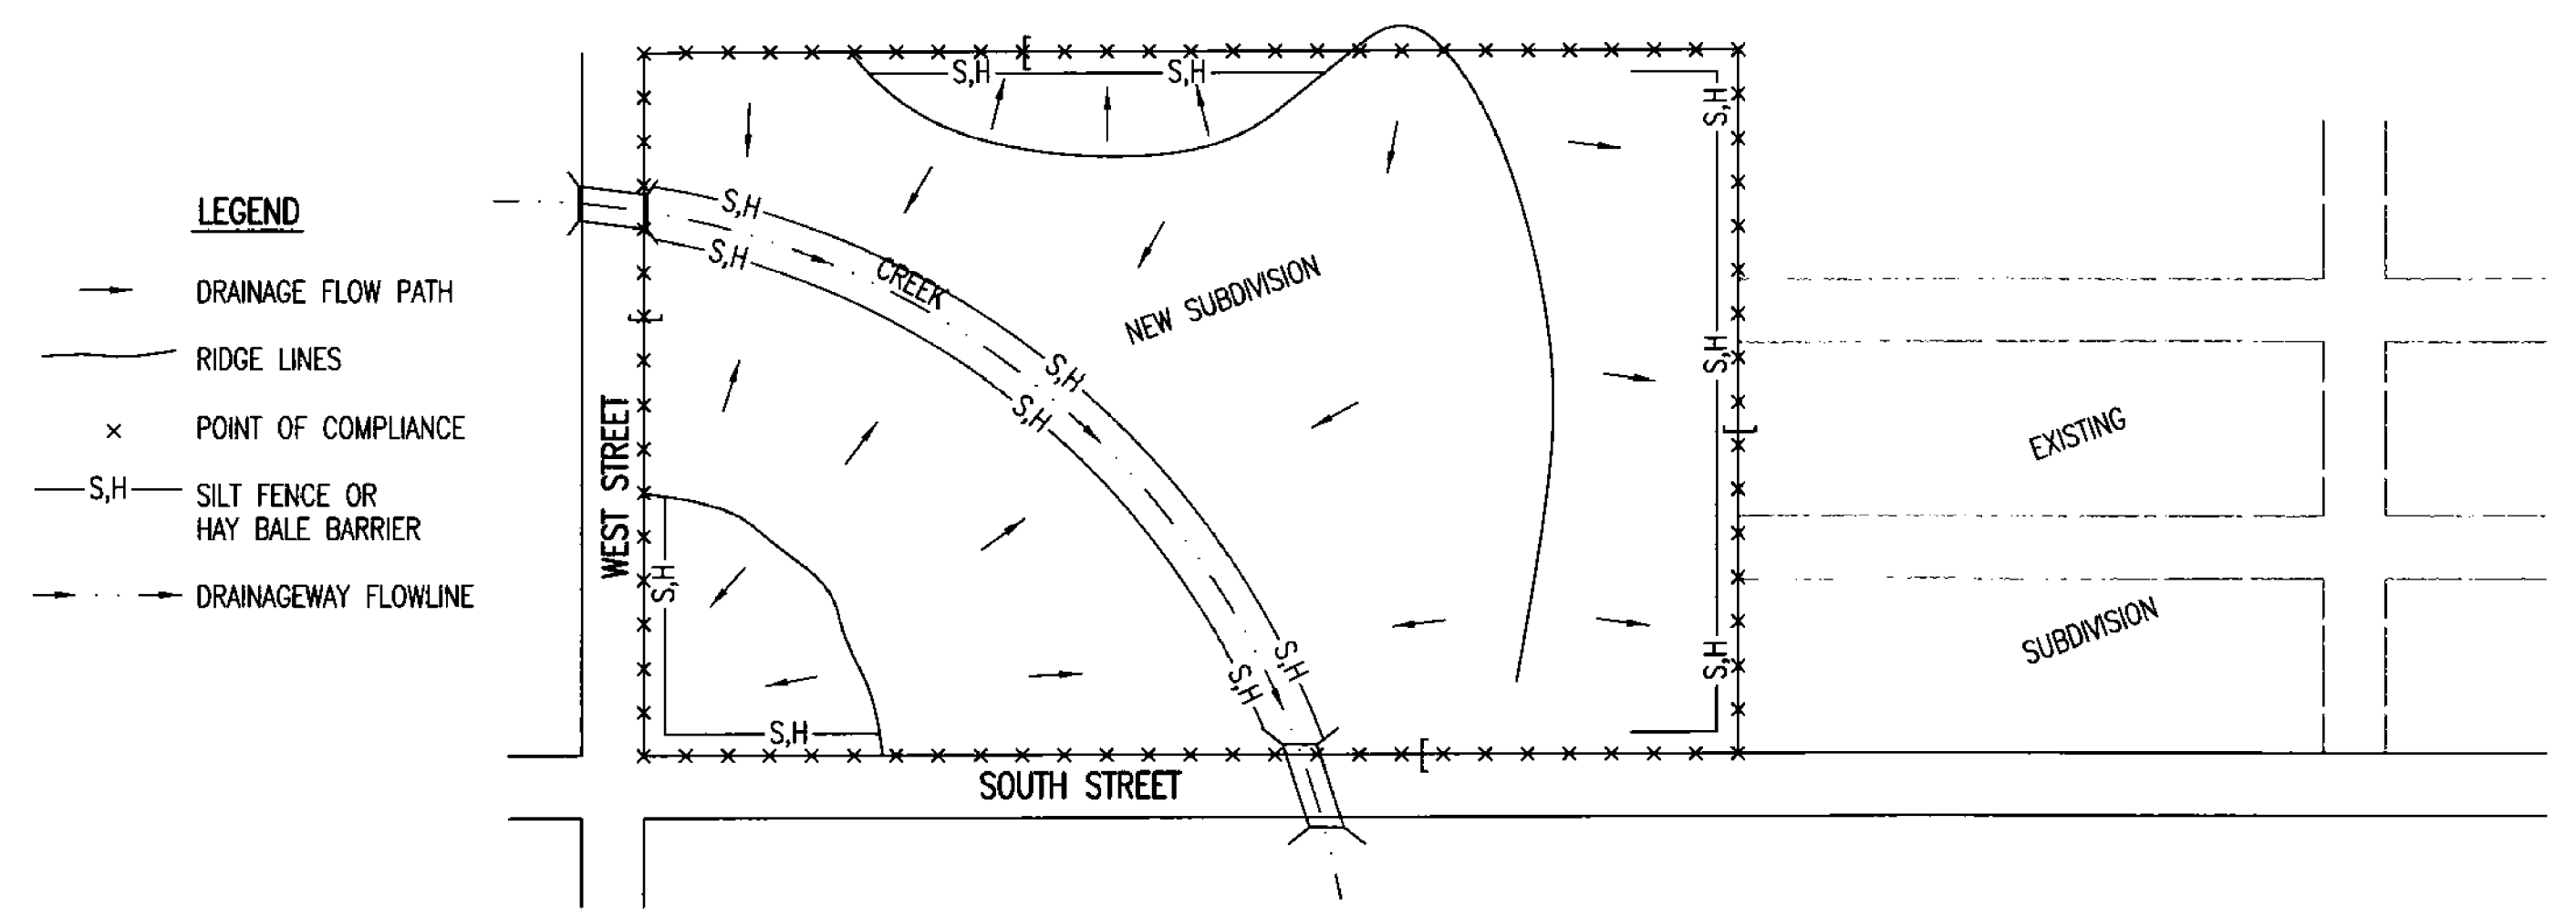 LEGEND
DRAINAGE FLOW PATH
RIDGE LINES
× POINT OF COMPLIANCE
S,H SILT FENCE OR
HAY BALE BARRIER
DRAINAGEWAY FLOWLINE
S,H
S,H
S,H
S,H
S,H
CREEK
NEW SUBDIVISION
S,H
S,H
S,H
WEST STREET
EXISTING
S,H
S,H
S,H
S,H
SUBDIVISION
S,H
S,H
SOUTH STREET